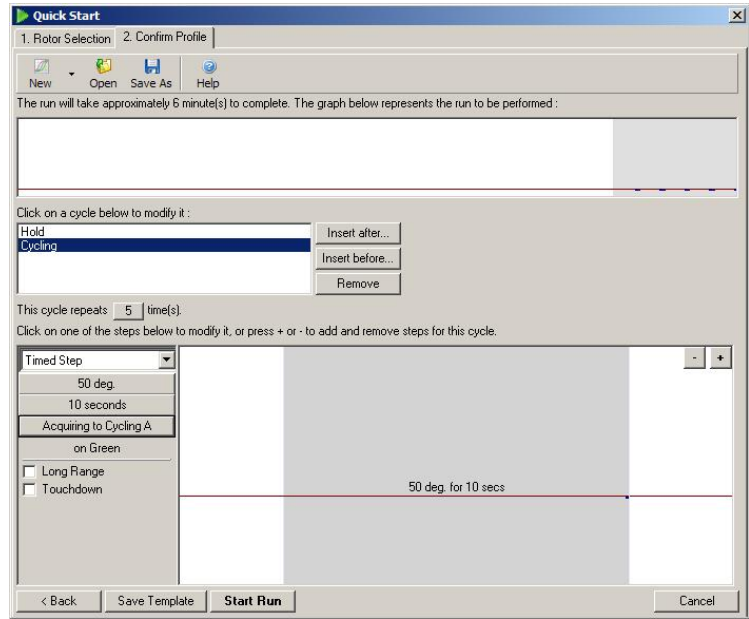 Quick Start
1. Rotor Selection 2. Confirm Profile
New Open Save As Help
The run will take approximately 6 minute(s) to complete. The graph below represents the run to be performed :
Click on a cycle below to modify it :
Hold
Cycling
Insert after...
Insert before...
Remove
This cycle repeats 5 time(s).
Click on one of the steps below to modify it, or press + or - to add and remove steps for this cycle.
Timed Step
- +
50 deg.
10 seconds
Acquiring to Cycling A
on Green
Long Range
Touchdown
50 deg. for 10 secs
< Back Save Template Start Run Cancel